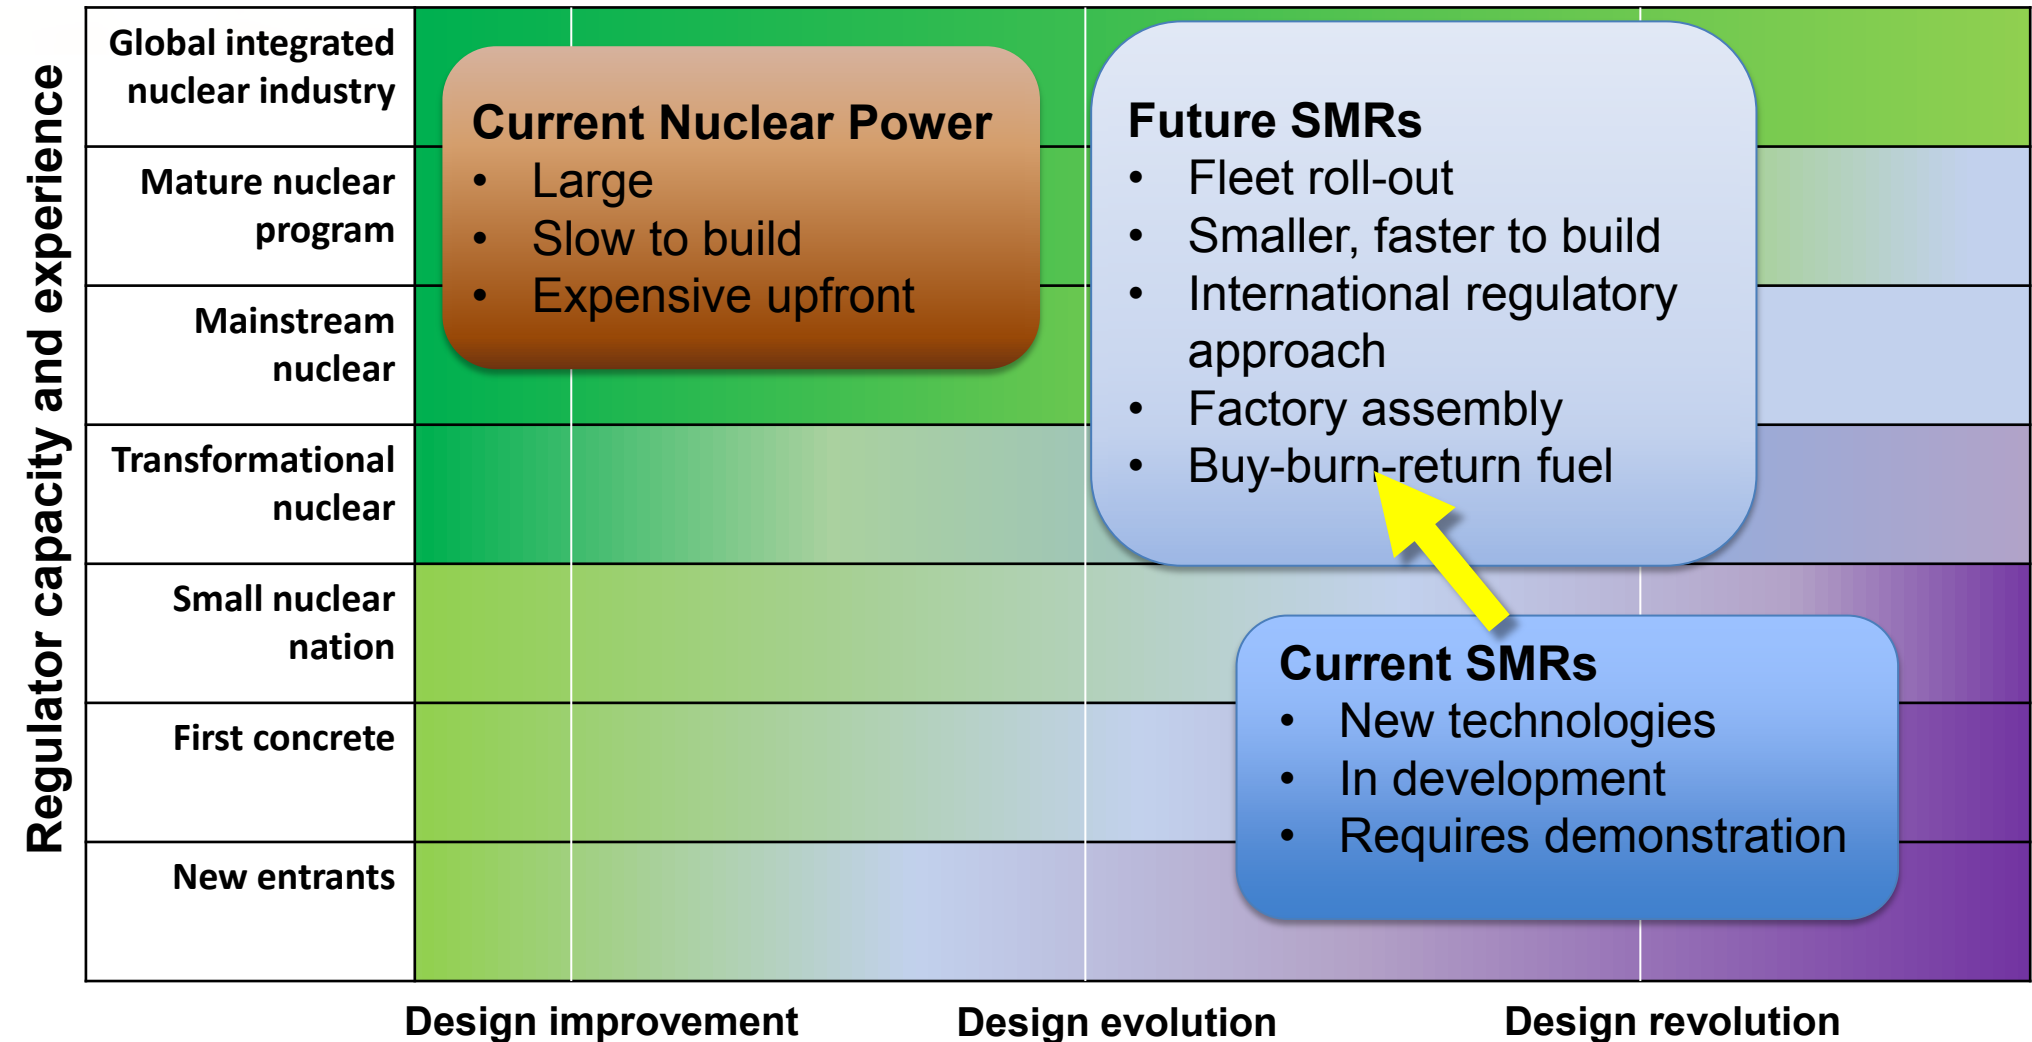 Regulator capacity and experience
Global integrated
nuclear industry
Mature nuclear
program
Mainstream
nuclear
Transformational
nuclear
Small nuclear
nation
First concrete
New entrants
Current Nuclear Power
• Large
• Slow to build
• Expensive upfront
Future SMRs
• Fleet roll-out
• Smaller, faster to build
• International regulatory
approach
• Factory assembly
• Buy-burn-return fuel
Current SMRs
• New technologies
• In development
• Requires demonstration
Design improvement
Design evolution
Design revolution